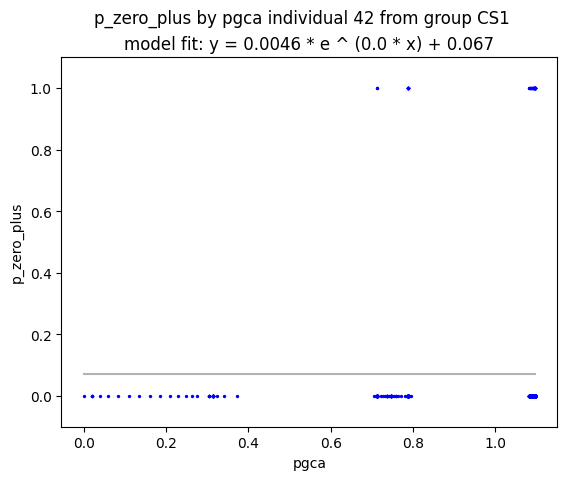 p_zero_plus by pgca individual 42 from group CS1
model fit: y = 0.0046 * e ^ (0.0 * x) + 0.067
1.0
0.8
0.6
0.4
0.2
0.0
p_zero_plus
0.0 0.2 0.4 0.6 0.8 1.0
pgca